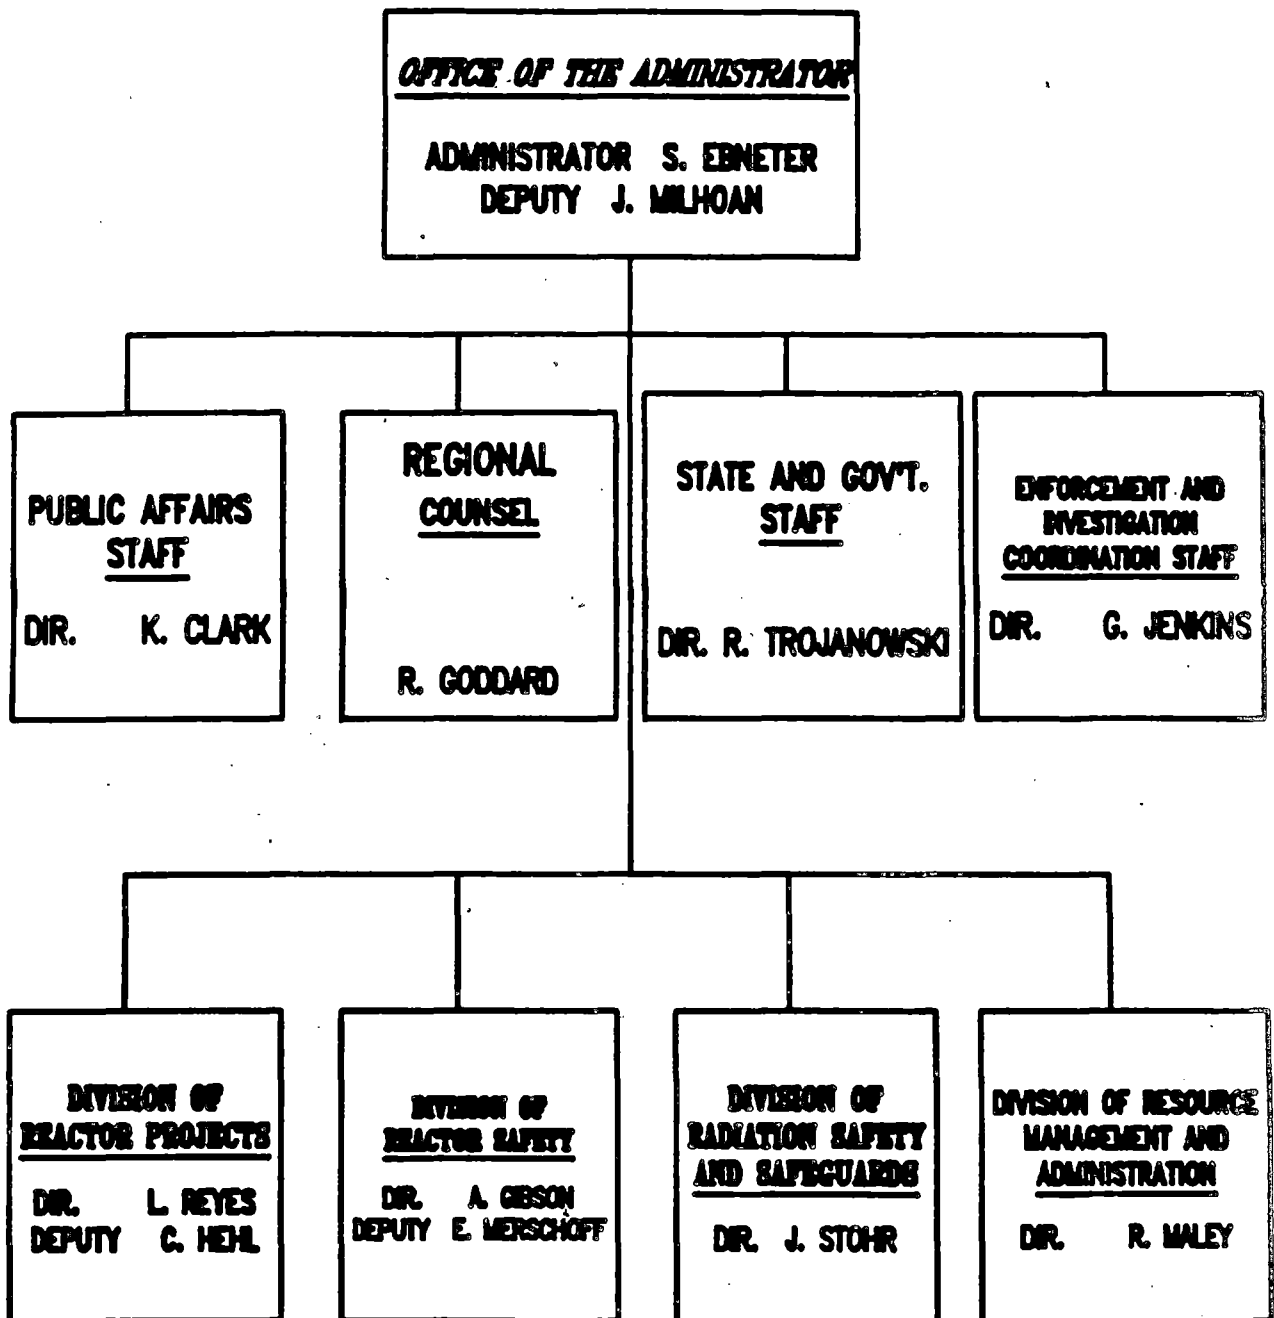 OFFICE OF THE ADMINISTRATOR
ADMINISTRATOR S. EBNETER
DEPUTY J. MILHOAN
PUBLIC AFFAIRS
STAFF
DIR. K. CLARK
REGIONAL
COUNSEL
R. GODDARD
STATE AND GOV'T.
STAFF
DIR. R. TROJANOWSKI
ENFORCEMENT AND
INVESTIGATION
COORDINATION STAFF
DIR. G. JENKINS
DIVISION OF
REACTOR PROJECTS
DIR. L. REYES
DEPUTY C. HEHL
DIVISION OF
REACTOR SAFETY
DIR. A. GIBSON
DEPUTY E. MERSCHOFF
DIVISION OF
RADIATION SAFETY
AND SAFEGUARDS
DIR. J. STOHR
DIVISION OF RESOURCE
MANAGEMENT AND
ADMINISTRATION
DIR. R. MALEY